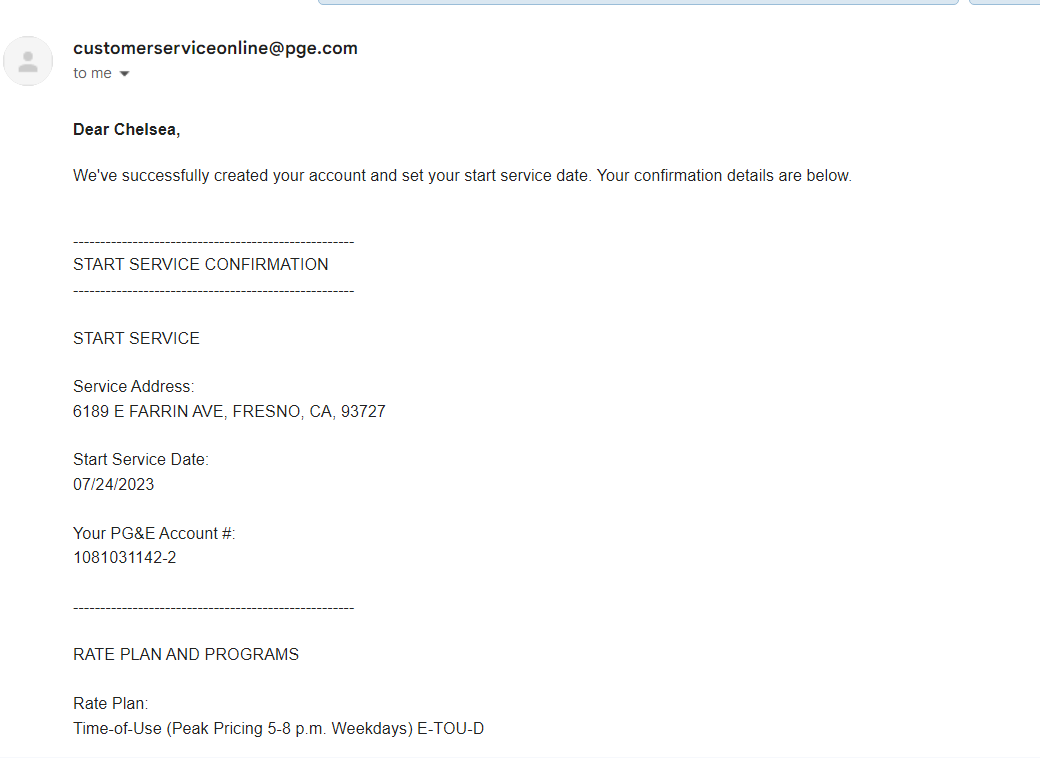 customerserviceonline@pge.com
to me
Dear Chelsea,
We've successfully created your account and set your start service date. Your confirmation details are below.
----------------------------------------------------
START SERVICE CONFIRMATION
----------------------------------------------------
START SERVICE
Service Address:
6189 E FARRIN AVE, FRESNO, CA, 93727
Start Service Date:
07/24/2023
Your PG&E Account #:
1081031142-2
----------------------------------------------------
RATE PLAN AND PROGRAMS
Rate Plan:
Time-of-Use (Peak Pricing 5-8 p.m. Weekdays) E-TOU-D